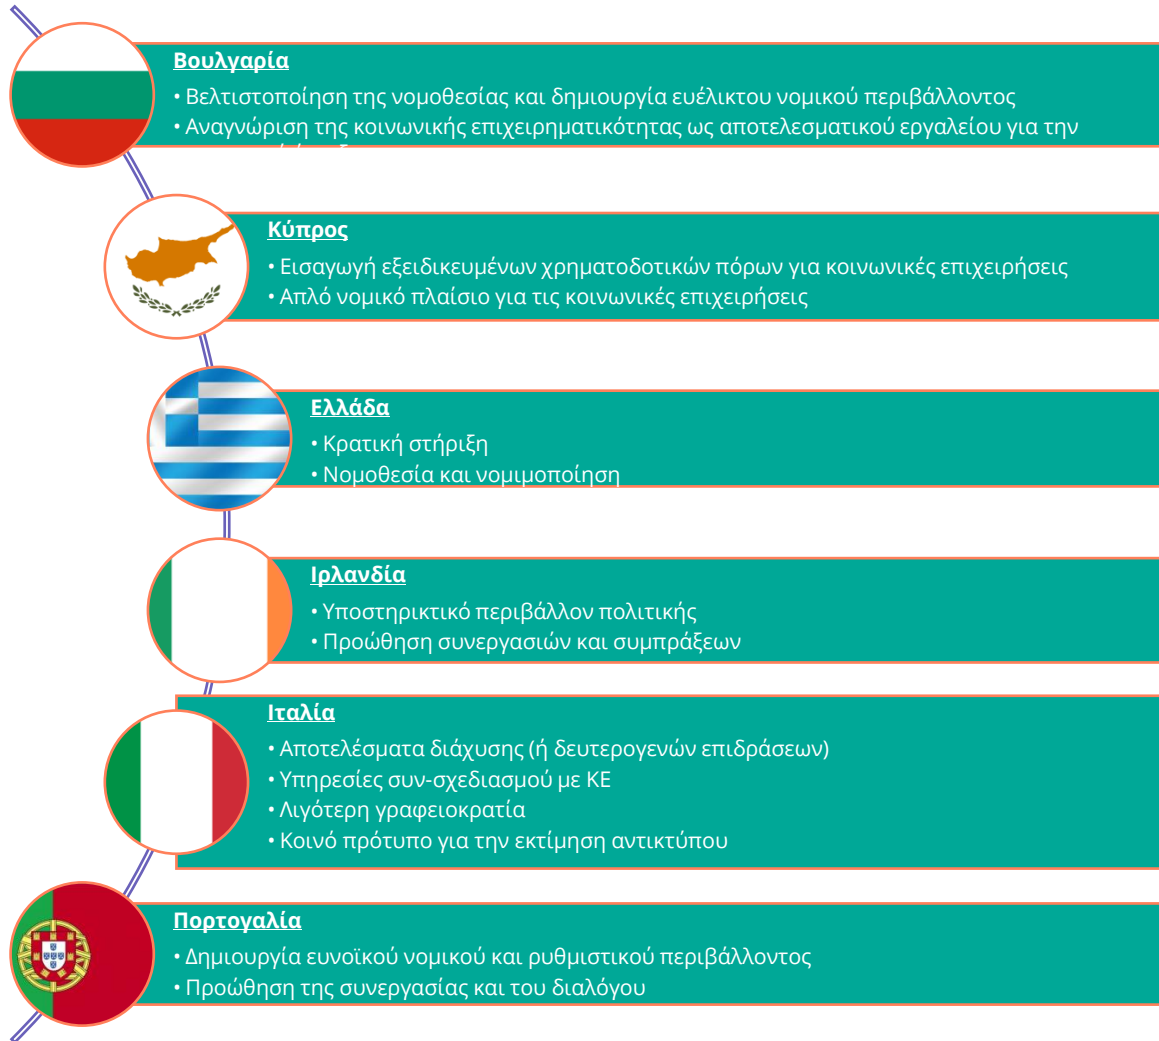 Βουλγαρία
• Βελτιστοποίηση της νομοθεσίας και δημιουργία ευέλικτου νομικού περιβάλλοντος
• Αναγνώριση της κοινωνικής επιχειρηματικότητας ως αποτελεσματικού εργαλείου για την
Κύπρος
• Εισαγωγή εξειδικευμένων χρηματοδοτικών πόρων για κοινωνικές επιχειρήσεις
• Απλό νομικό πλαίσιο για τις κοινωνικές επιχειρήσεις
Ελλάδα
• Κρατική στήριξη
• Νομοθεσία και νομιμοποίηση
Ιρλανδία
• Υποστηρικτικό περιβάλλον πολιτικής
• Προώθηση συνεργασιών και συμπράξεων
Ιταλία
• Αποτελέσματα διάχυσης (ή δευτερογενών επιδράσεων)
• Υπηρεσίες συν-σχεδιασμού με ΚΕ
• Λιγότερη γραφειοκρατία
• Κοινό πρότυπο για την εκτίμηση αντικτύπου
Πορτογαλία
• Δημιουργία ευνοϊκού νομικού και ρυθμιστικού περιβάλλοντος
• Προώθηση της συνεργασίας και του διαλόγου